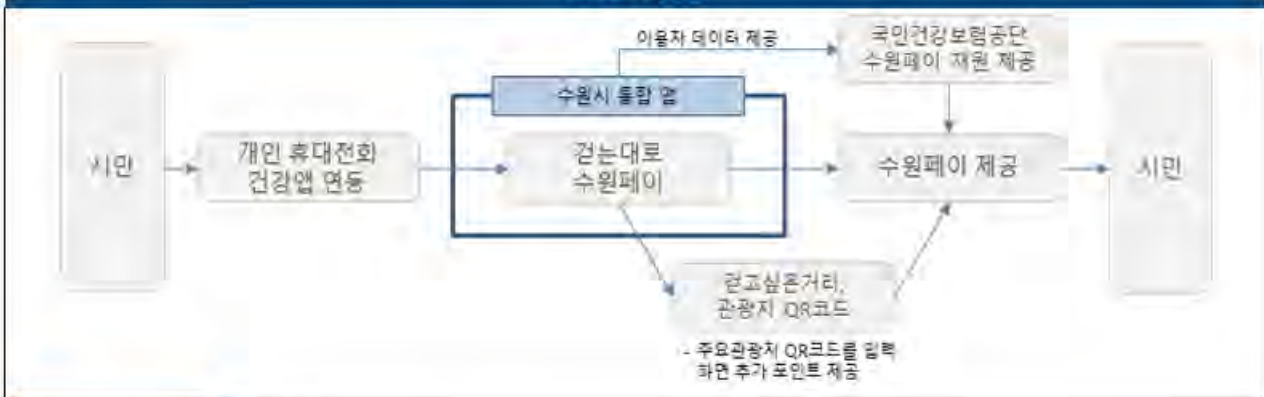 이용자 데이터 제공
국민건강보험공단
수원페이 재원 제공
수원시 통합 앱
시민
개인 휴대전화
건강앱 연동
걷는대로
수원페이
수원페이 제공
시민
걷고싶은거리,
관광지 QR코드
- 주요관광지 QR코드를 입력
하면 추가 포인트 제공